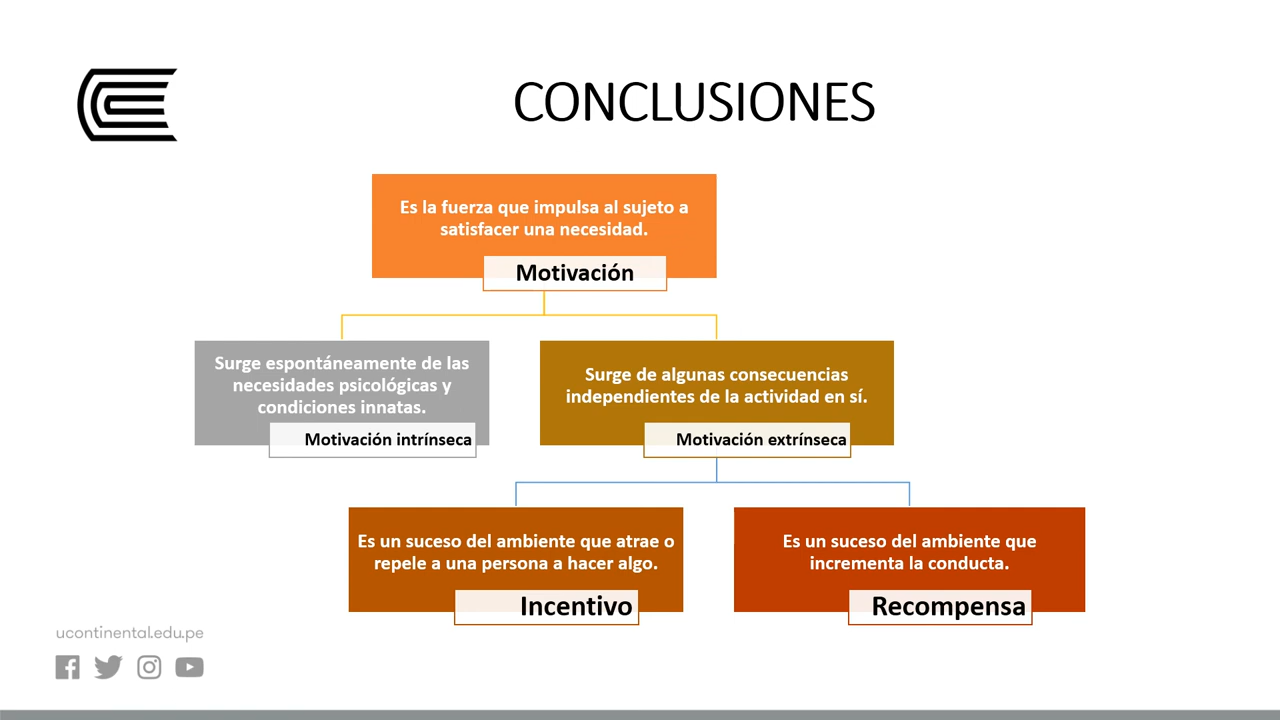 CONCLUSIONES
Es la fuerza que impulsa al sujeto a
satisfacer una necesidad.
Motivación
Surge espontáneamente de las
necesidades psicológicas y
condiciones innatas.
Motivación intrínseca
Surge de algunas consecuencias
independientes de la actividad en sí.
Motivación extrínseca
Es un suceso del ambiente que atrae o
repele a una persona a hacer algo.
Incentivo
Es un suceso del ambiente que
incrementa la conducta.
Recompensa
ucontinental.edu.pe